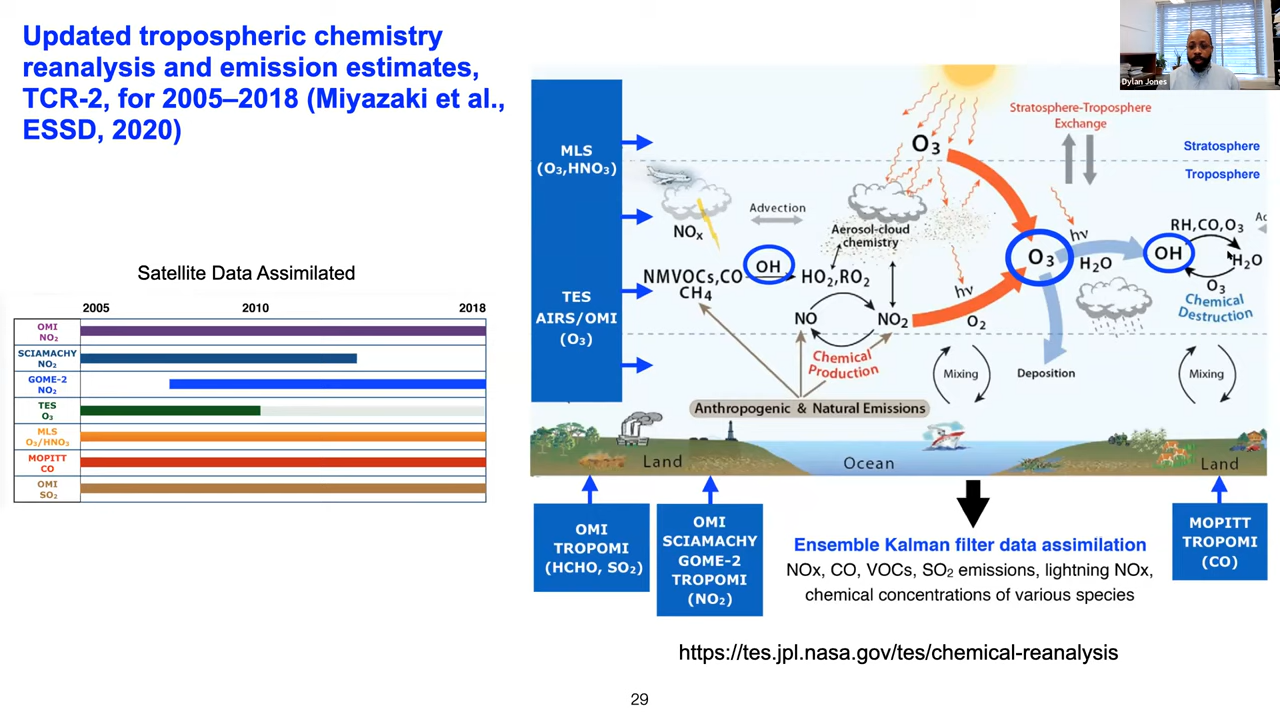 Updated tropospheric chemistry
reanalysis and emission estimates,
TCR-2, for 2005–2018 (Miyazaki et al.,
ESSD, 2020)
Dylan Jones
Satellite Data Assimilated
2005 2010 2018
OMI
NO₂
SCIAMACHY
NO₂
GOME-2
NO₂
TES
O₃
MLS
O₃/HNO₃
MOPITT
CO
OMI
SO₂
MLS
(O₃,HNO₃)
TES
AIRS/OMI
(O₃)
Stratosphere-Troposphere
Exchange
Stratosphere
Troposphere
O₃
NOₓ
Advection
Aerosol-cloud
chemistry
NMVOCs,CO
CH₄
OH
HO₂,RO₂
hν
O₃
hν
H₂O
OH
RH,CO,O₃
H₂O
O₃
Chemical
Destruction
NO
NO₂
O₂
Chemical
Production
Mixing
Deposition
Mixing
Anthropogenic & Natural Emissions
Land
Ocean
Land
OMI
TROPOMI
(HCHO, SO₂)
OMI
SCIAMACHY
GOME-2
TROPOMI
(NO₂)
Ensemble Kalman filter data assimilation
NOx, CO, VOCs, SO₂ emissions, lightning NOx,
chemical concentrations of various species
MOPITT
TROPOMI
(CO)
https://tes.jpl.nasa.gov/tes/chemical-reanalysis
29